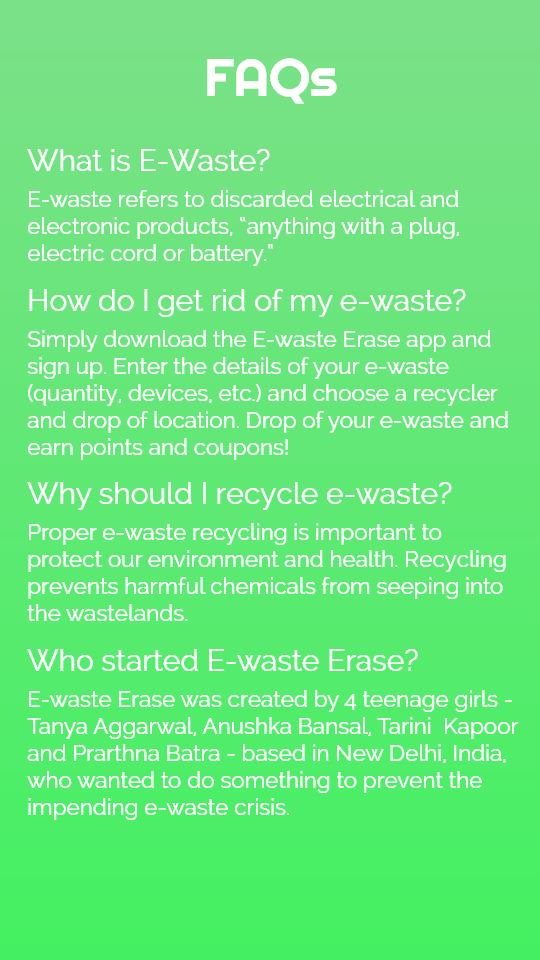 FAQs
What is E-Waste?
E-waste refers to discarded electrical and
electronic products, “anything with a plug,
electric cord or battery.”
How do I get rid of my e-waste?
Simply download the E-waste Erase app and
sign up. Enter the details of your e-waste
(quantity, devices, etc.) and choose a recycler
and drop of location. Drop of your e-waste and
earn points and coupons!
Why should I recycle e-waste?
Proper e-waste recycling is important to
protect our environment and health. Recycling
prevents harmful chemicals from seeping into
the wastelands.
Who started E-waste Erase?
E-waste Erase was created by 4 teenage girls -
Tanya Aggarwal, Anushka Bansal, Tarini  Kapoor
and Prarthna Batra - based in New Delhi, India,
who wanted to do something to prevent the
impending e-waste crisis.